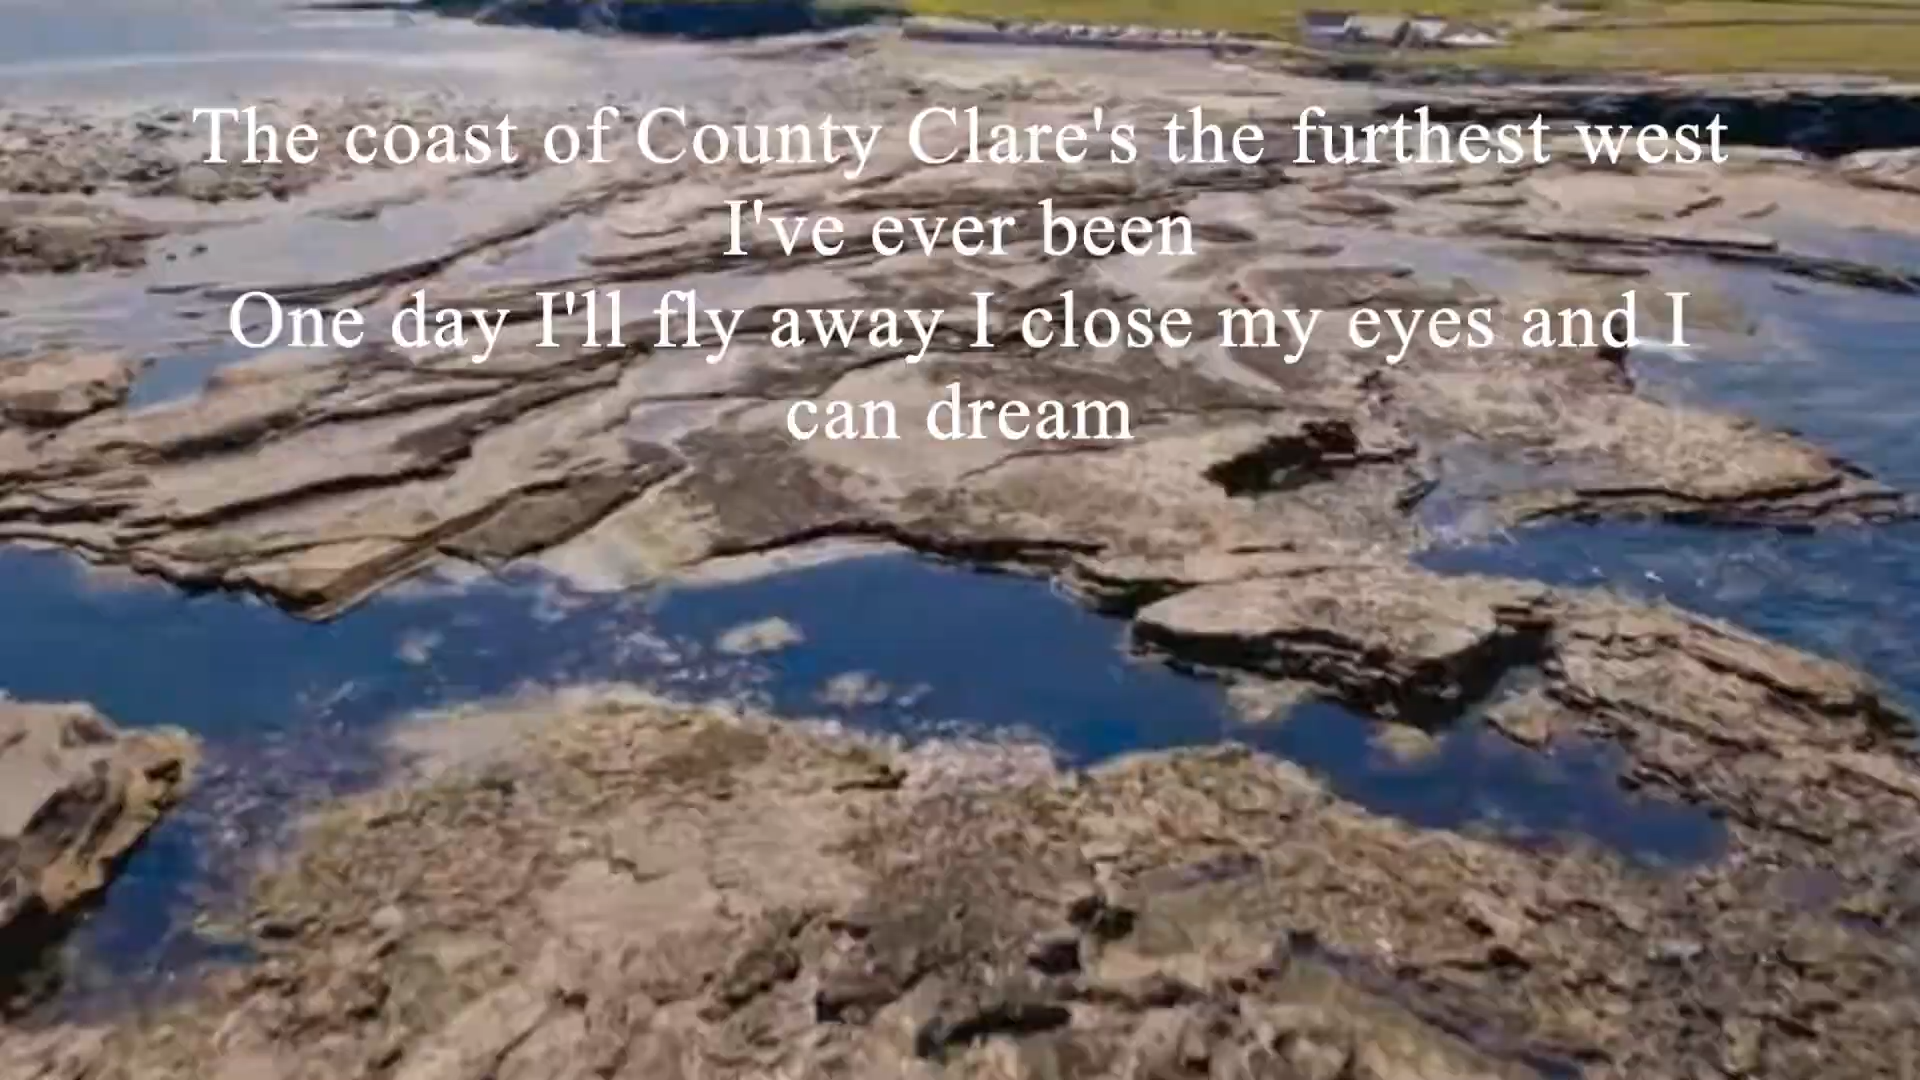 The coast of County Clare's the furthest west
I've ever been
One day I'll fly away I close my eyes and I
can dream